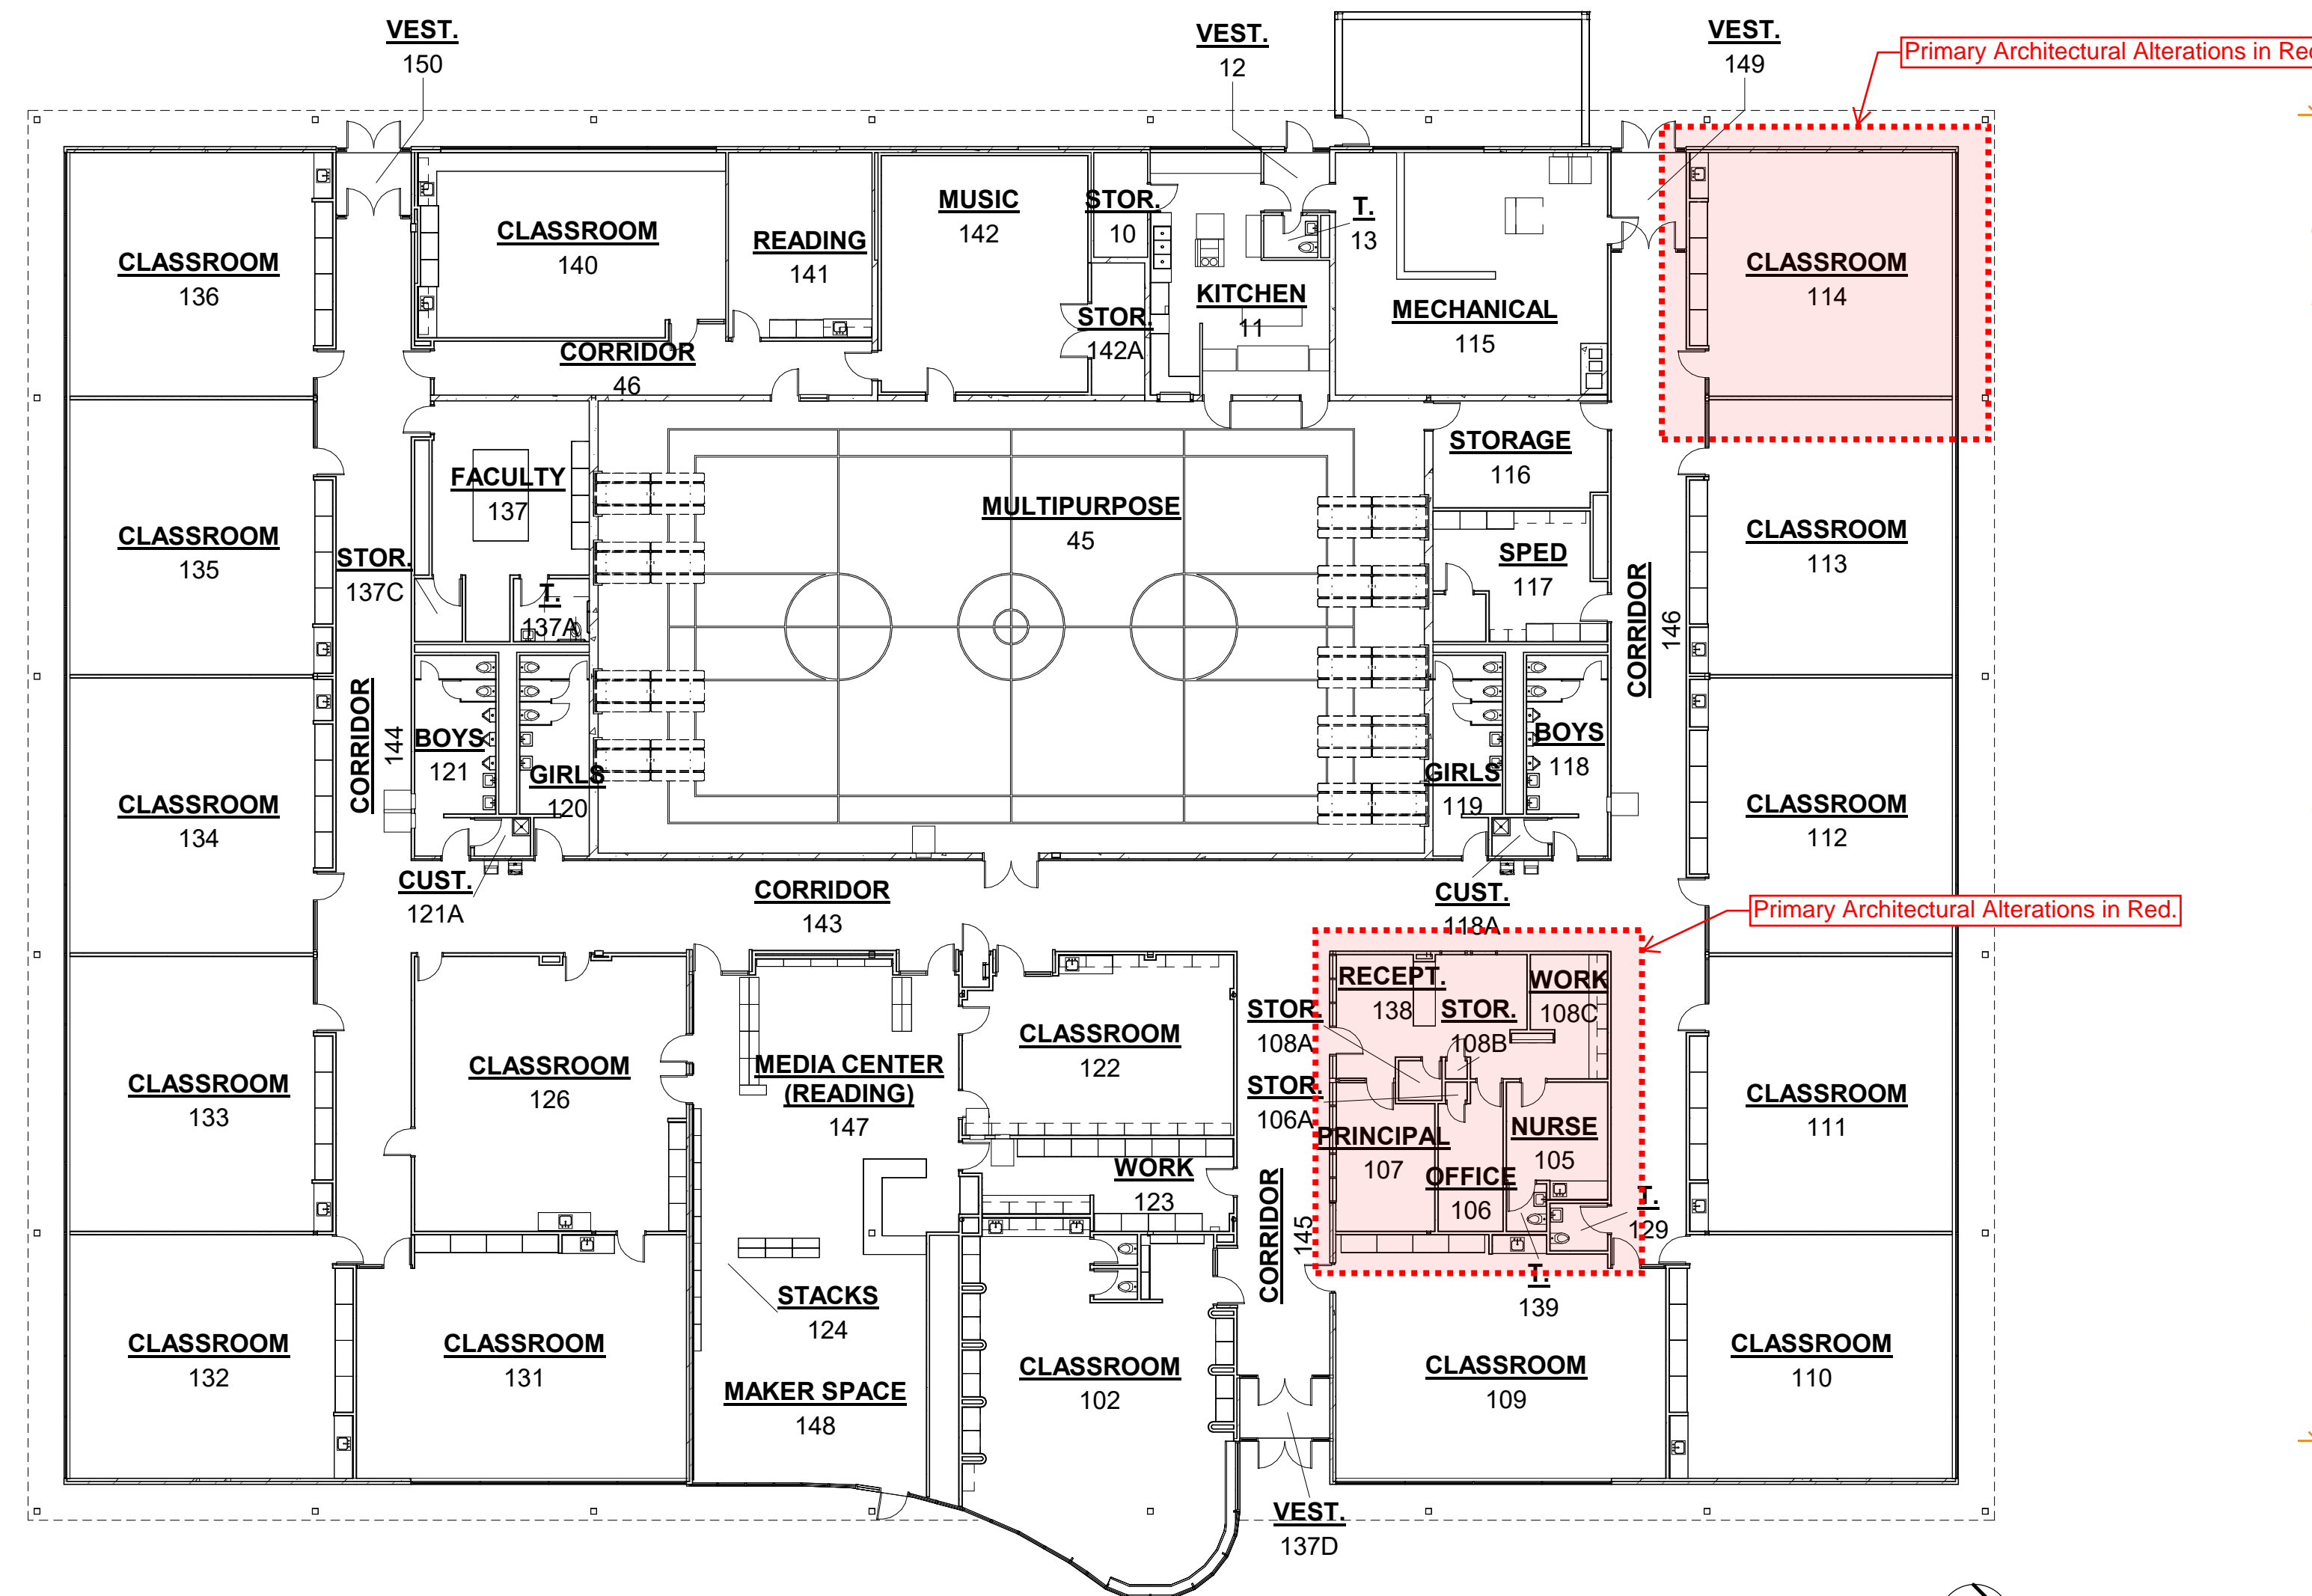 VEST.
150
VEST.
12
VEST.
149
Primary Architectural Alterations in Red
CLASSROOM
136
CLASSROOM
140
READING
141
MUSIC
142
STOR.
10
T.
13
KITCHEN
11
MECHANICAL
115
CLASSROOM
114
STOR.
142A
CORRIDOR
46
FACULTY
137
MULTIPURPOSE
45
STORAGE
116
SPED
117
CLASSROOM
135
STOR.
137C
T.
137A
CORRIDOR
146
CLASSROOM
113
CORRIDOR
144
BOYS
121
GIRLS
120
GIRLS
119
BOYS
118
CLASSROOM
134
CLASSROOM
112
CUST.
121A
CORRIDOR
143
CUST.
118A
Primary Architectural Alterations in Red.
CLASSROOM
133
CLASSROOM
126
MEDIA CENTER
(READING)
147
CLASSROOM
122
STOR.
108A
RECEPT.
138
STOR.
108B
WORK
108C
STOR.
106A
PRINCIPAL
107
OFFICE
106
NURSE
105
CLASSROOM
111
WORK
123
CORRIDOR
145
T.
129
T.
139
CLASSROOM
132
CLASSROOM
131
STACKS
124
MAKER SPACE
148
CLASSROOM
102
CLASSROOM
109
CLASSROOM
110
VEST.
137D